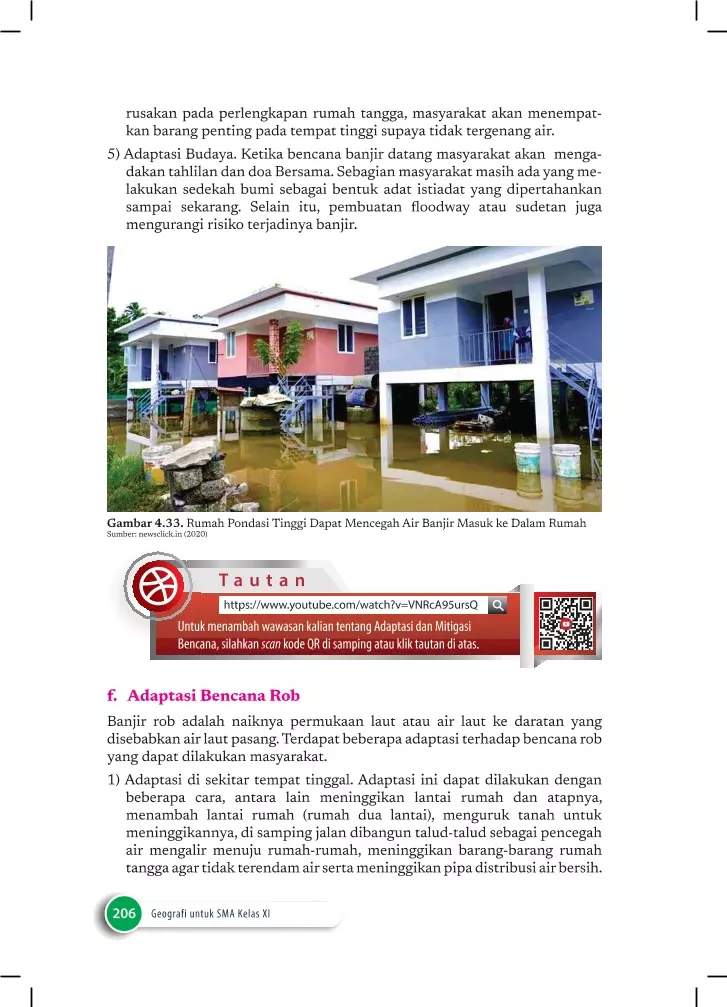 rusakan pada perlengkapan rumah tangga, masyarakat akan menempat-
kan barang penting pada tempat tinggi supaya tidak tergenang air.
5) Adaptasi Budaya. Ketika bencana banjir datang masyarakat akan menga-
dakan tahlilan dan doa Bersama. Sebagian masyarakat masih ada yang me-
lakukan sedekah bumi sebagai bentuk adat istiadat yang dipertahankan
sampai sekarang. Selain itu, pembuatan floodway atau sudetan juga
mengurangi risiko terjadinya banjir.
Gambar 4.33. Rumah Pondasi Tinggi Dapat Mencegah Air Banjir Masuk ke Dalam Rumah
Sumber: newsclick.in (2020)
Tautan
https://www.youtube.com/watch?v=VNRcA95ursQ
Untuk menambah wawasan kalian tentang Adaptasi dan Mitigasi
Bencana, silahkan scan kode QR di samping atau klik tautan di atas.
f. Adaptasi Bencana Rob
Banjir rob adalah naiknya permukaan laut atau air laut ke daratan yang
disebabkan air laut pasang. Terdapat beberapa adaptasi terhadap bencana rob
yang dapat dilakukan masyarakat.
1) Adaptasi di sekitar tempat tinggal. Adaptasi ini dapat dilakukan dengan
beberapa cara, antara lain meninggikan lantai rumah dan atapnya,
menambah lantai rumah (rumah dua lantai), menguruk tanah untuk
meninggikannya, di samping jalan dibangun talud-talud sebagai pencegah
air mengalir menuju rumah-rumah, meninggikan barang-barang rumah
tangga agar tidak terendam air serta meninggikan pipa distribusi air bersih.
206 Geografi untuk SMA Kelas XI